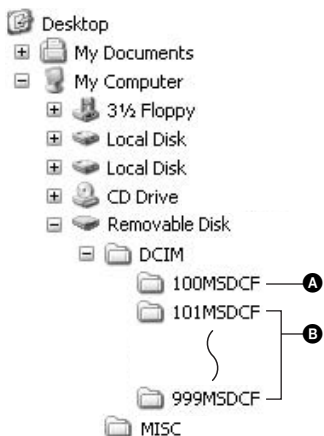 Desktop
My Documents
My Computer
3½ Floppy
Local Disk
Local Disk
CD Drive
Removable Disk
DCIM
100MSDCF A
101MSDCF
B
999MSDCF
MISC